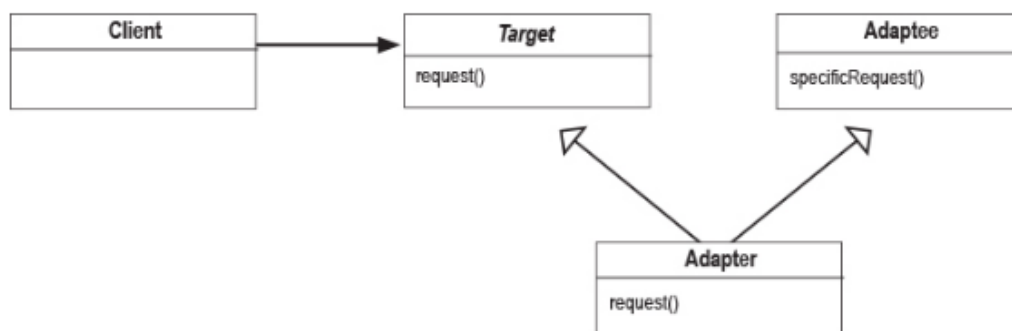 Client
Target
request()
Adaptee
specificRequest()
Adapter
request()